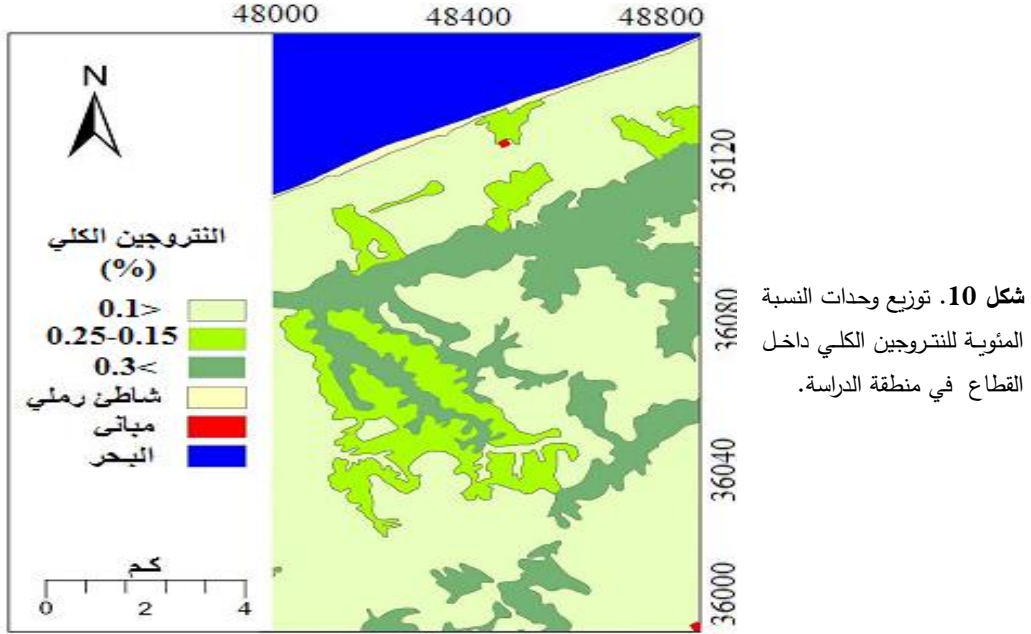 48000 48400 48800
N
النتروجين الكلي
(%)
0.1>
0.25-0.15
0.3<
شاطئ رملي
مباني
البحر
كم
0 2 4
36120
36080
36040
36000
شكل 10. توزيع وحدات النسبة
المئوية للنتروجين الكلي داخل
القطاع في منطقة الدراسة.